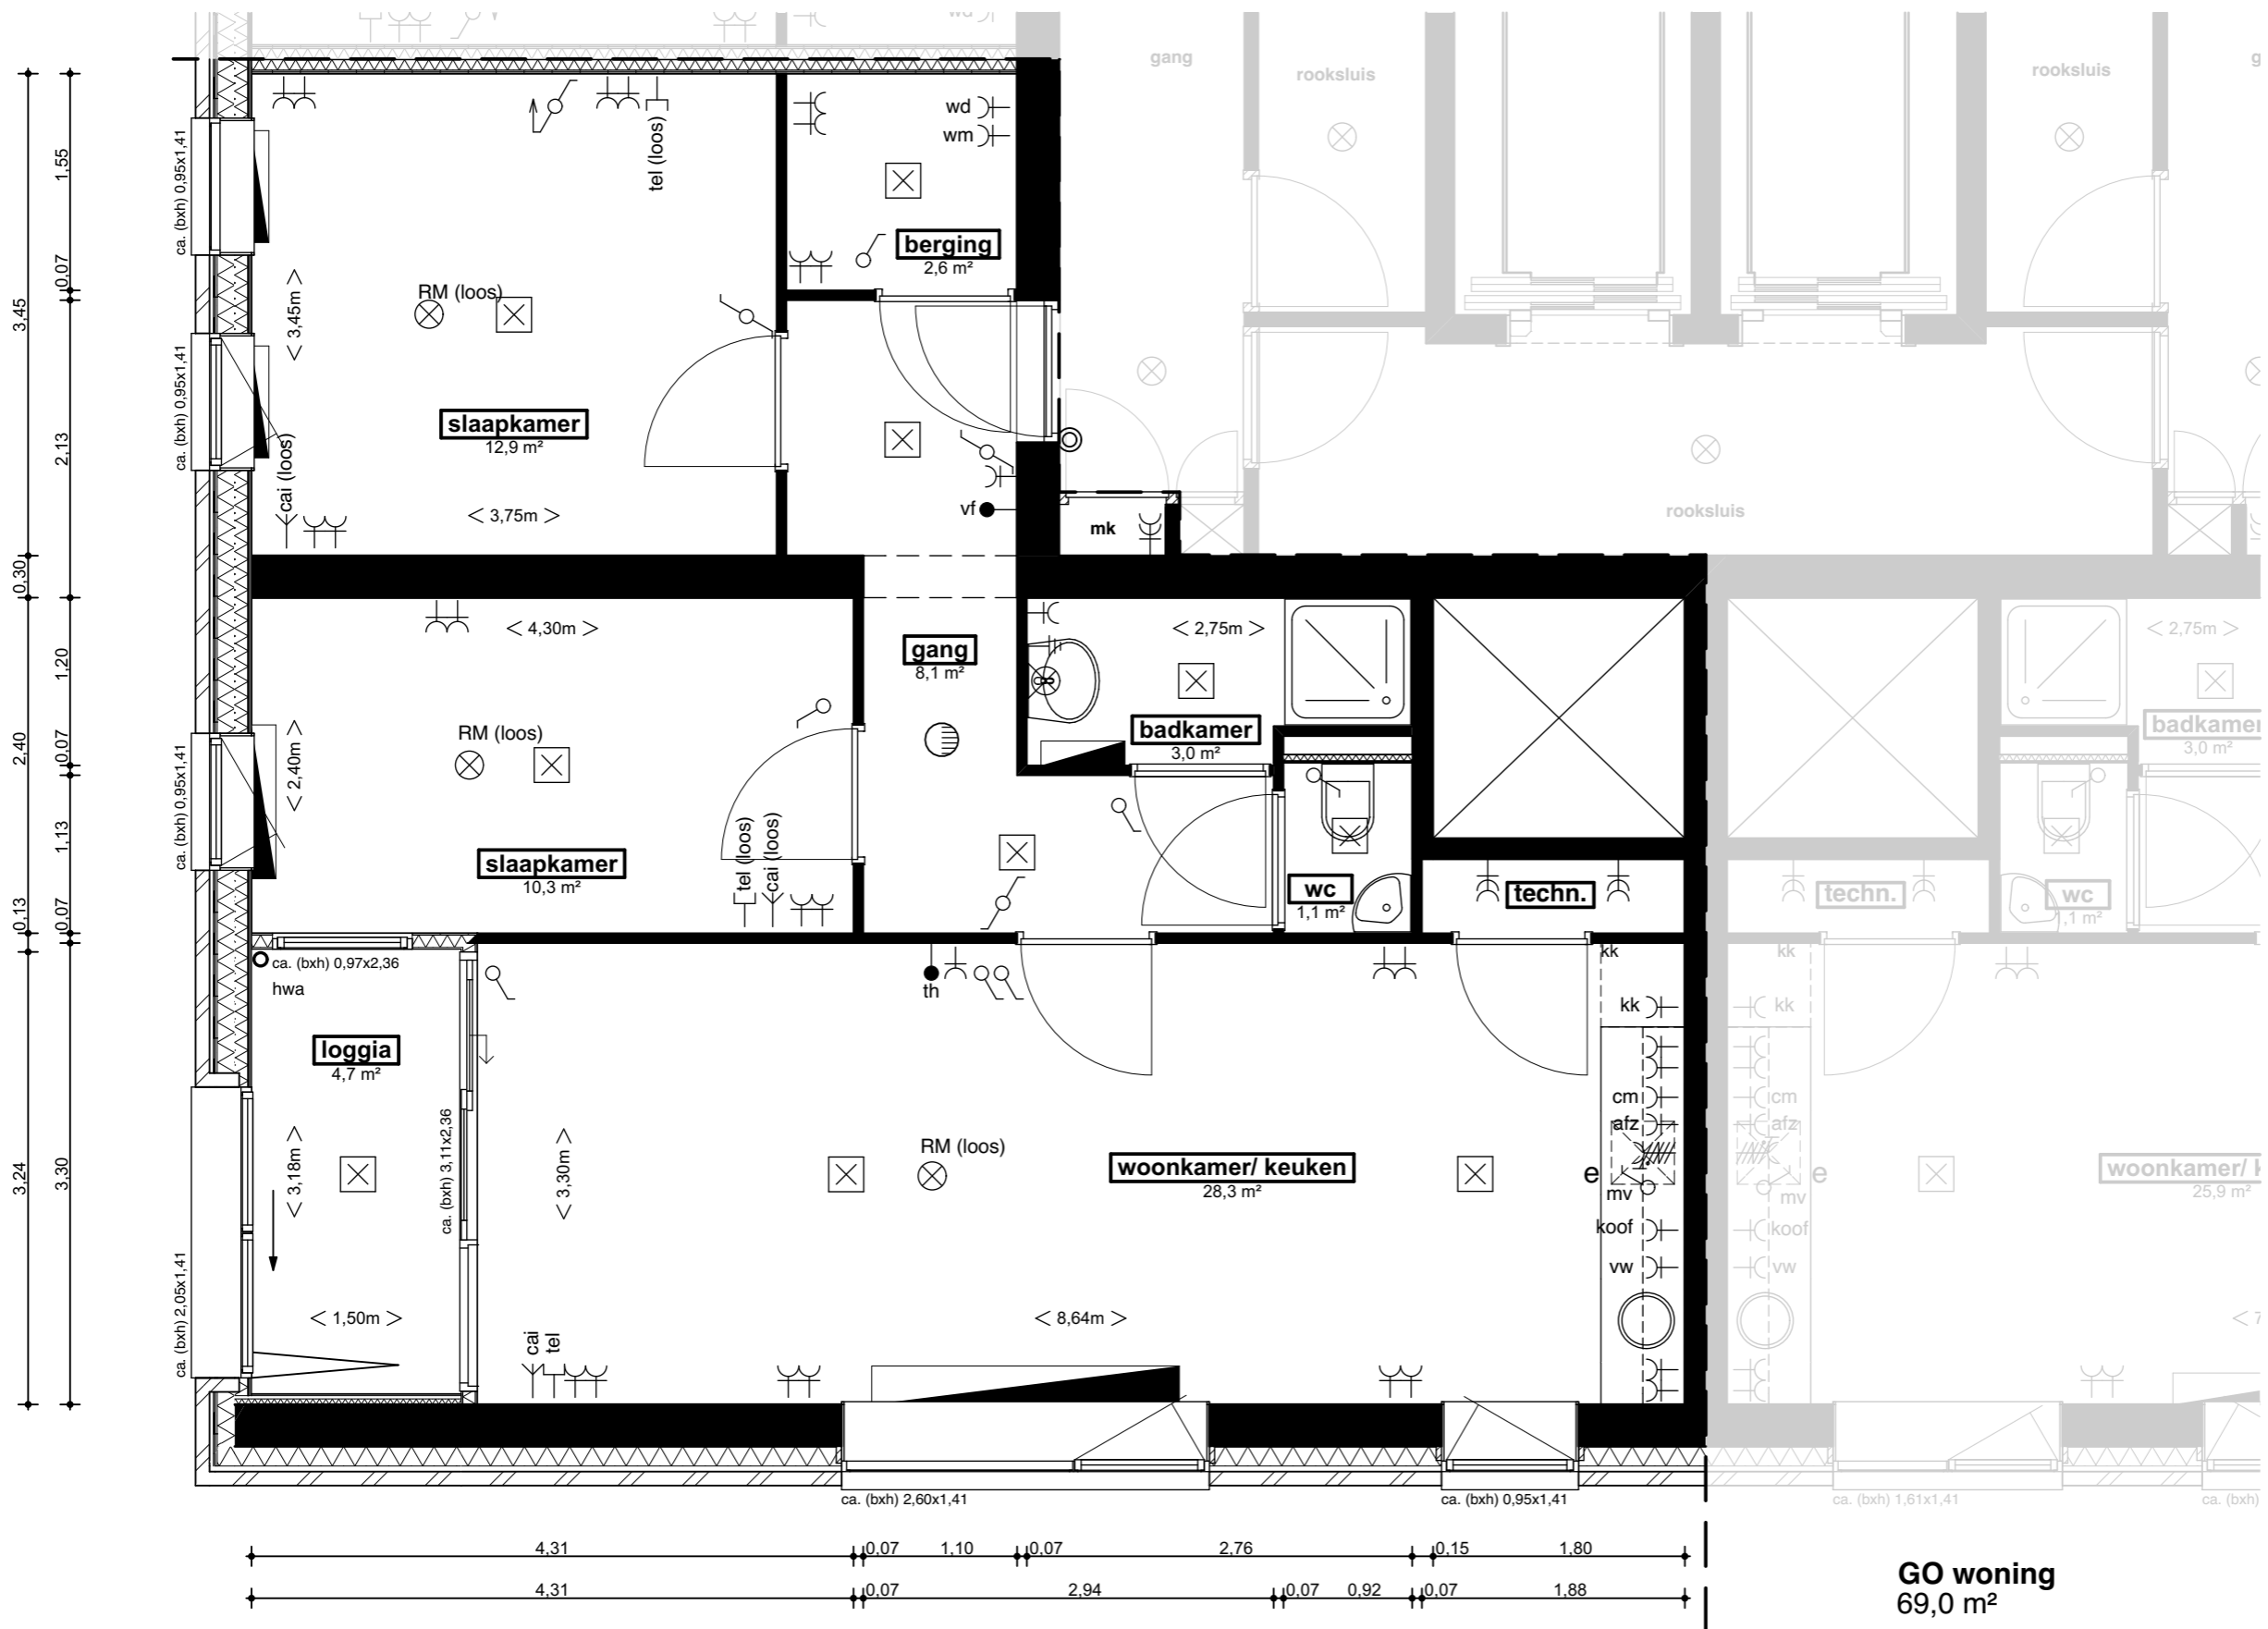 gang
rooksluis
rooksluis
wd
wm
tel (loos)
berging
2,6 m²
ca. (bxh) 0,95x1,41
1,55
0,07
3,45
< 3,45m >
RM (loos)
ca. (bxh) 0,95x1,41
2,13
slaapkamer
12,9 m²
cai (loos)
< 3,75m >
vf
mk
rooksluis
0,30
< 4,30m >
gang
8,1 m²
< 2,75m >
< 2,75m >
1,20
2,40
0,07
badkamer
3,0 m²
badkamer
3,0 m²
RM (loos)
< 2,40m >
ca. (bxh) 0,95x1,41
1,13
slaapkamer
10,3 m²
tel (loos)
cai (loos)
wc
1,1 m²
techn.
techn.
wc
1,1 m²
0,13
0,07
ca. (bxh) 0,97x2,36
hwa
th
kk
kk
kk
kk
loggia
4,7 m²
cm
cm
afz
afz
ca. (bxh) 3,11x2,36
< 3,18m >
< 3,30m >
RM (loos)
woonkamer/ keuken
28,3 m²
e
e
mv
mv
woonkamer/
25,9 m²
koof
koof
vw
vw
3,24
3,30
ca. (bxh) 2,05x1,41
< 1,50m >
cai
tel
< 8,64m >
< 7
ca. (bxh) 2,60x1,41
ca. (bxh) 0,95x1,41
ca. (bxh) 1,61x1,41
ca. (bxh)
4,31
0,07
1,10
0,07
2,76
0,15
1,80
4,31
0,07
2,94
0,07
0,92
0,07
1,88
GO woning
69,0 m²